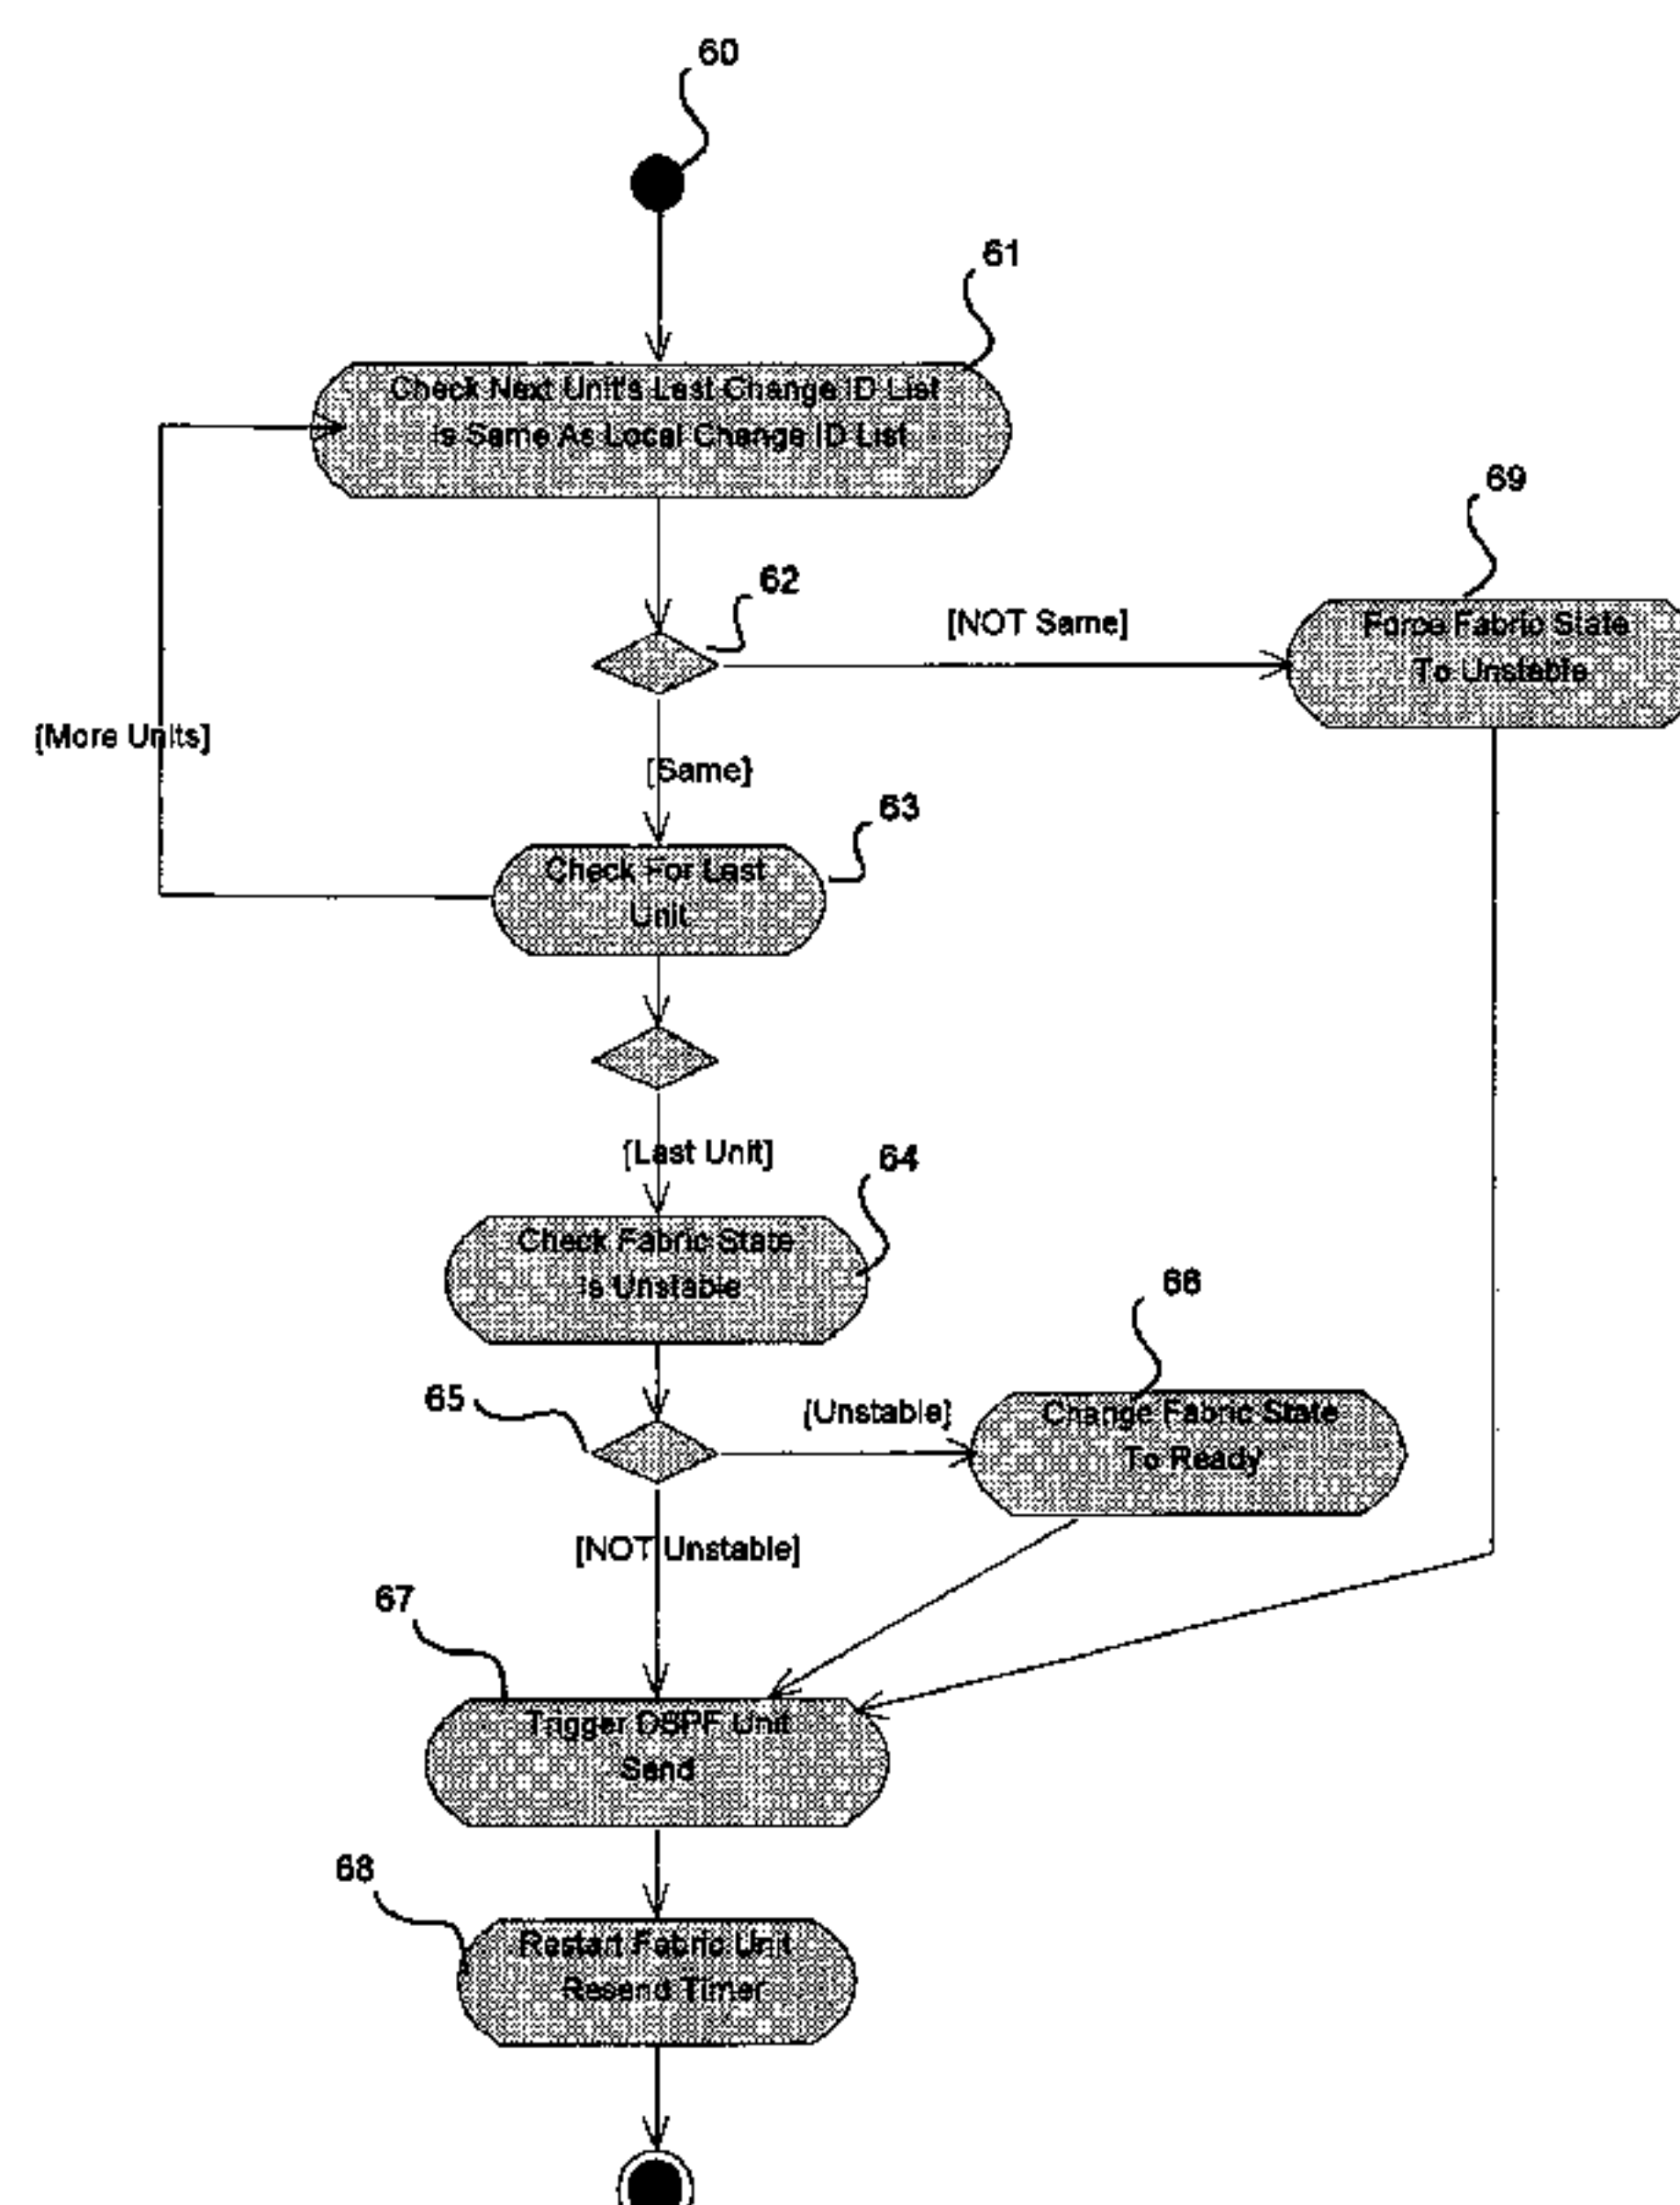 60
61
Check Next Unit's Last Change ID List
Is Same As Local Change ID List
62
[NOT Same]
69
Force Fabric State
To Unstable
[More Units]
[Same]
63
Check For Last
Unit
[Last Unit]
64
Check Fabric State
Is Unstable
65
[Unstable]
66
Change Fabric State
To Ready
[NOT Unstable]
67
Trigger DSPF Unit
Send
68
Restart Fabric Unit
Resend Timer